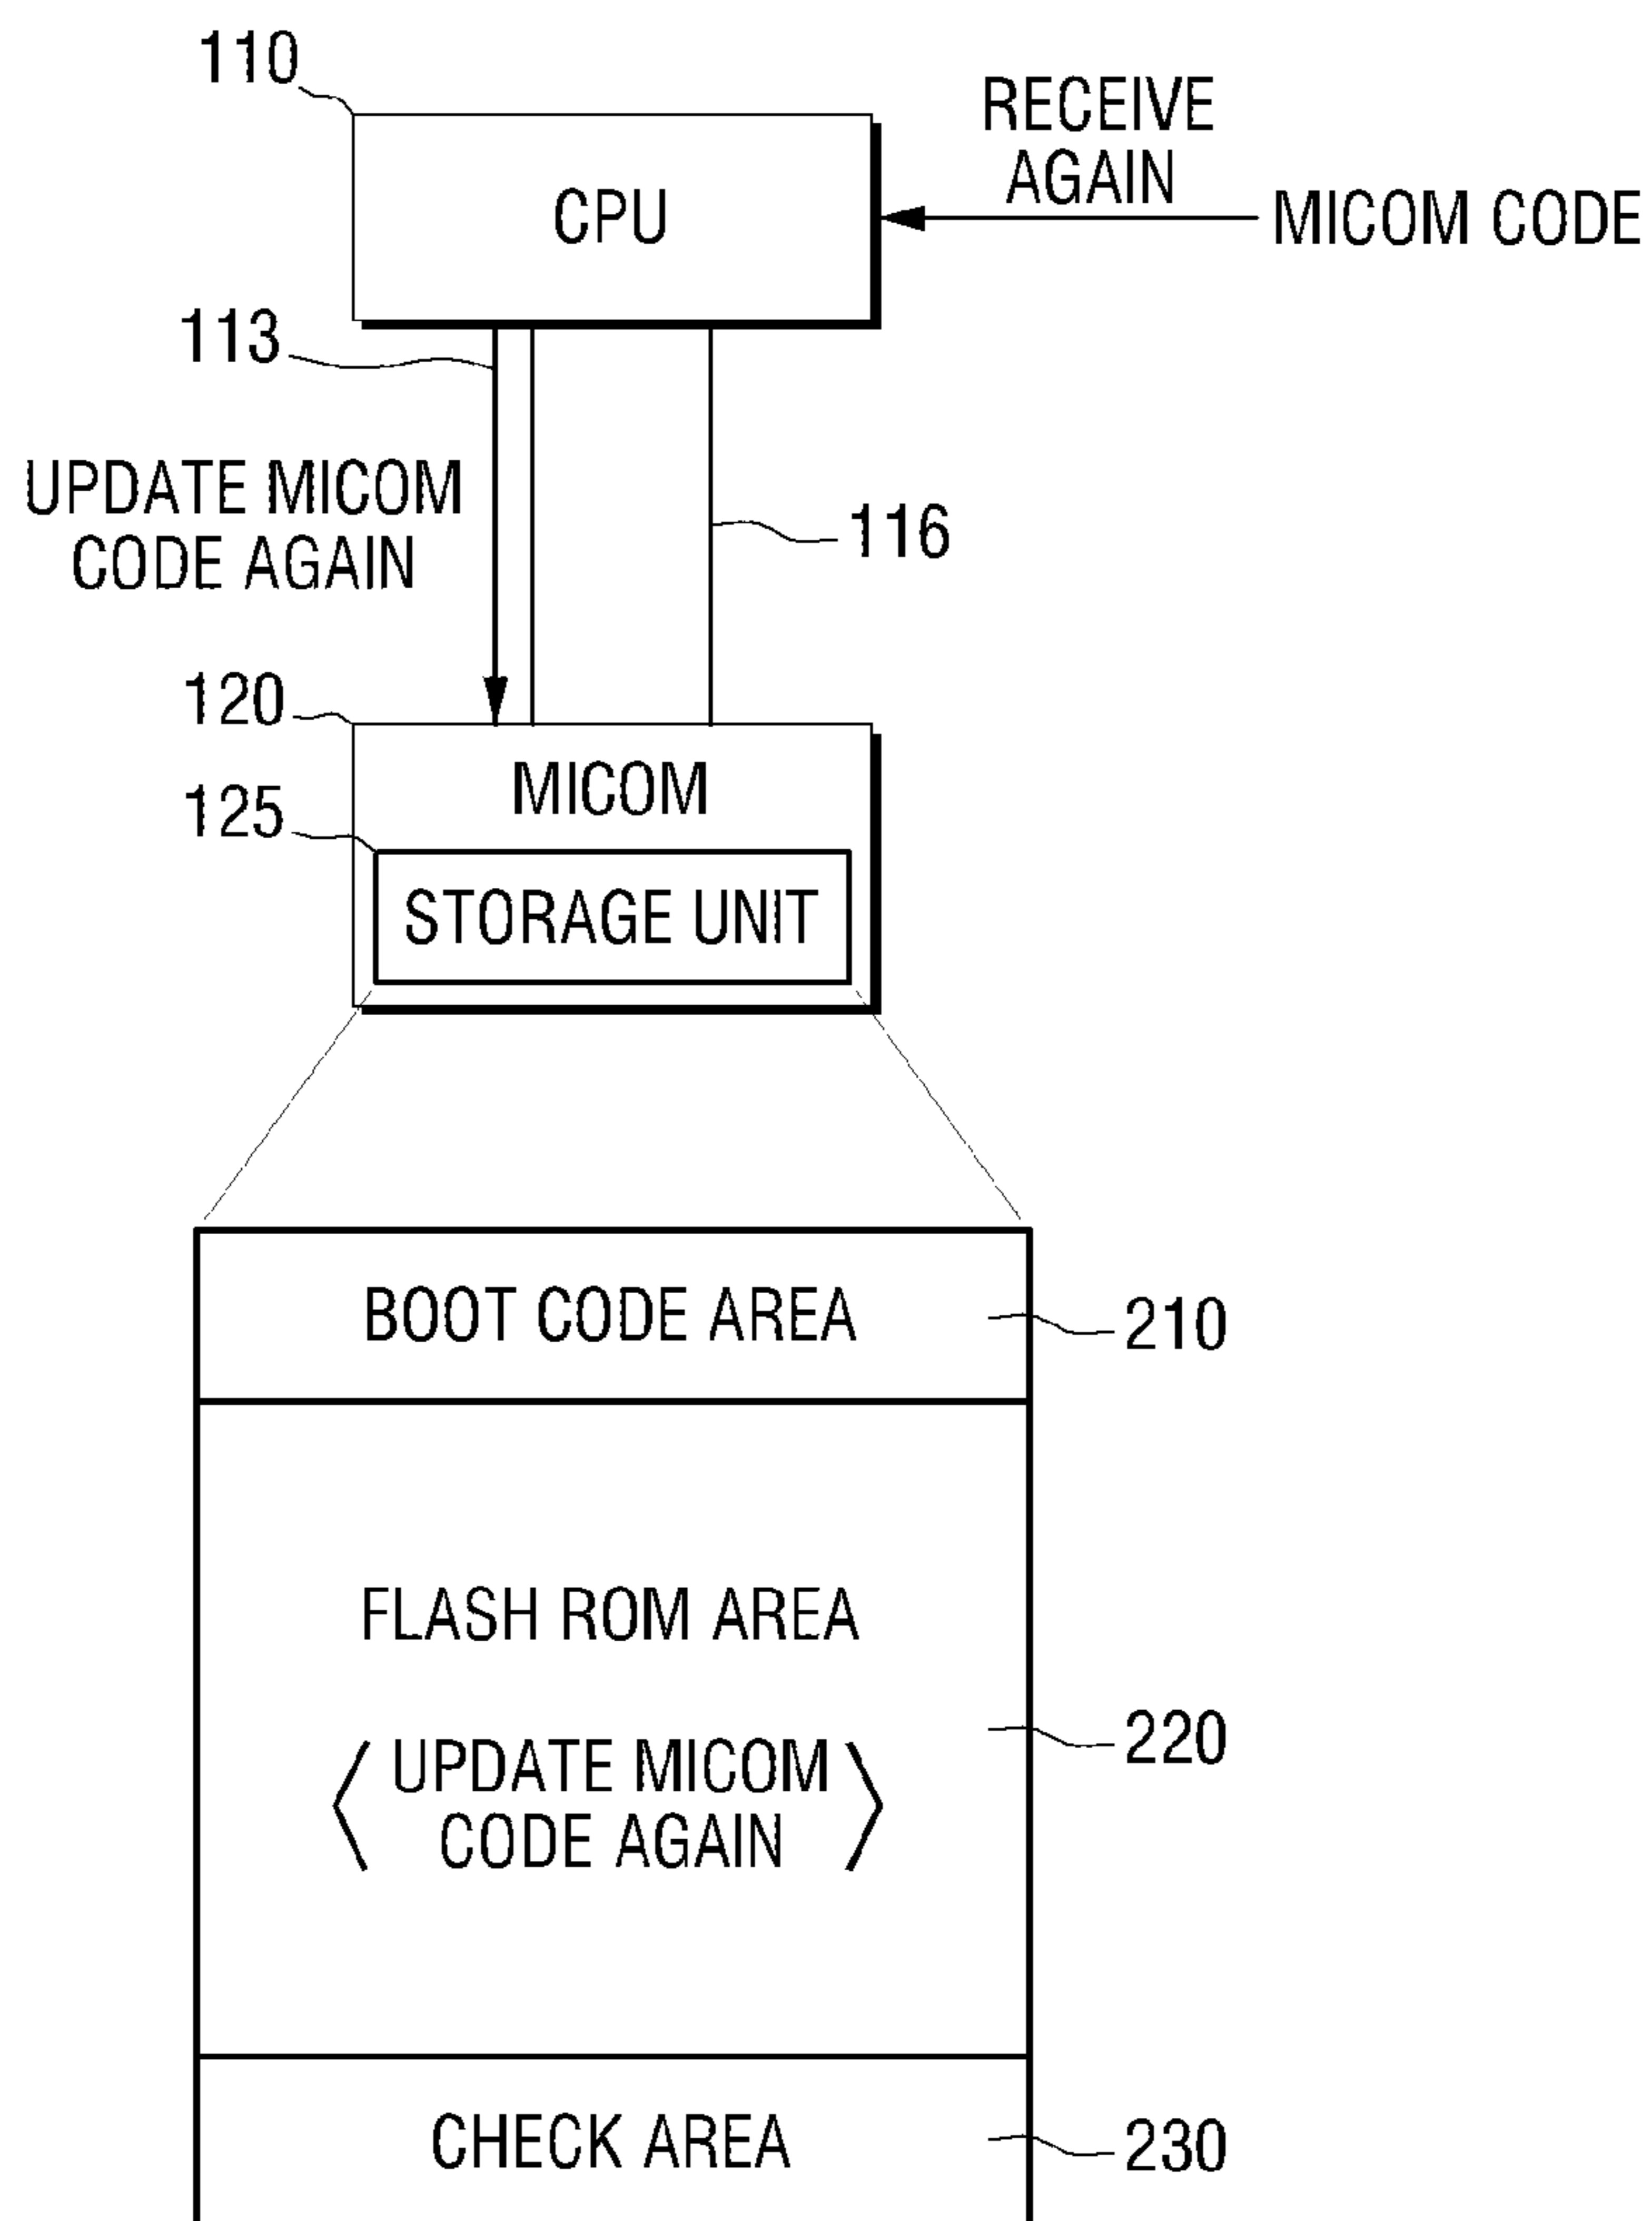 110
RECEIVE
AGAIN
CPU
MICOM CODE
113
UPDATE MICOM
CODE AGAIN
116
120
MICOM
125
STORAGE UNIT
BOOT CODE AREA
210
FLASH ROM AREA
220
UPDATE MICOM
CODE AGAIN
CHECK AREA
230